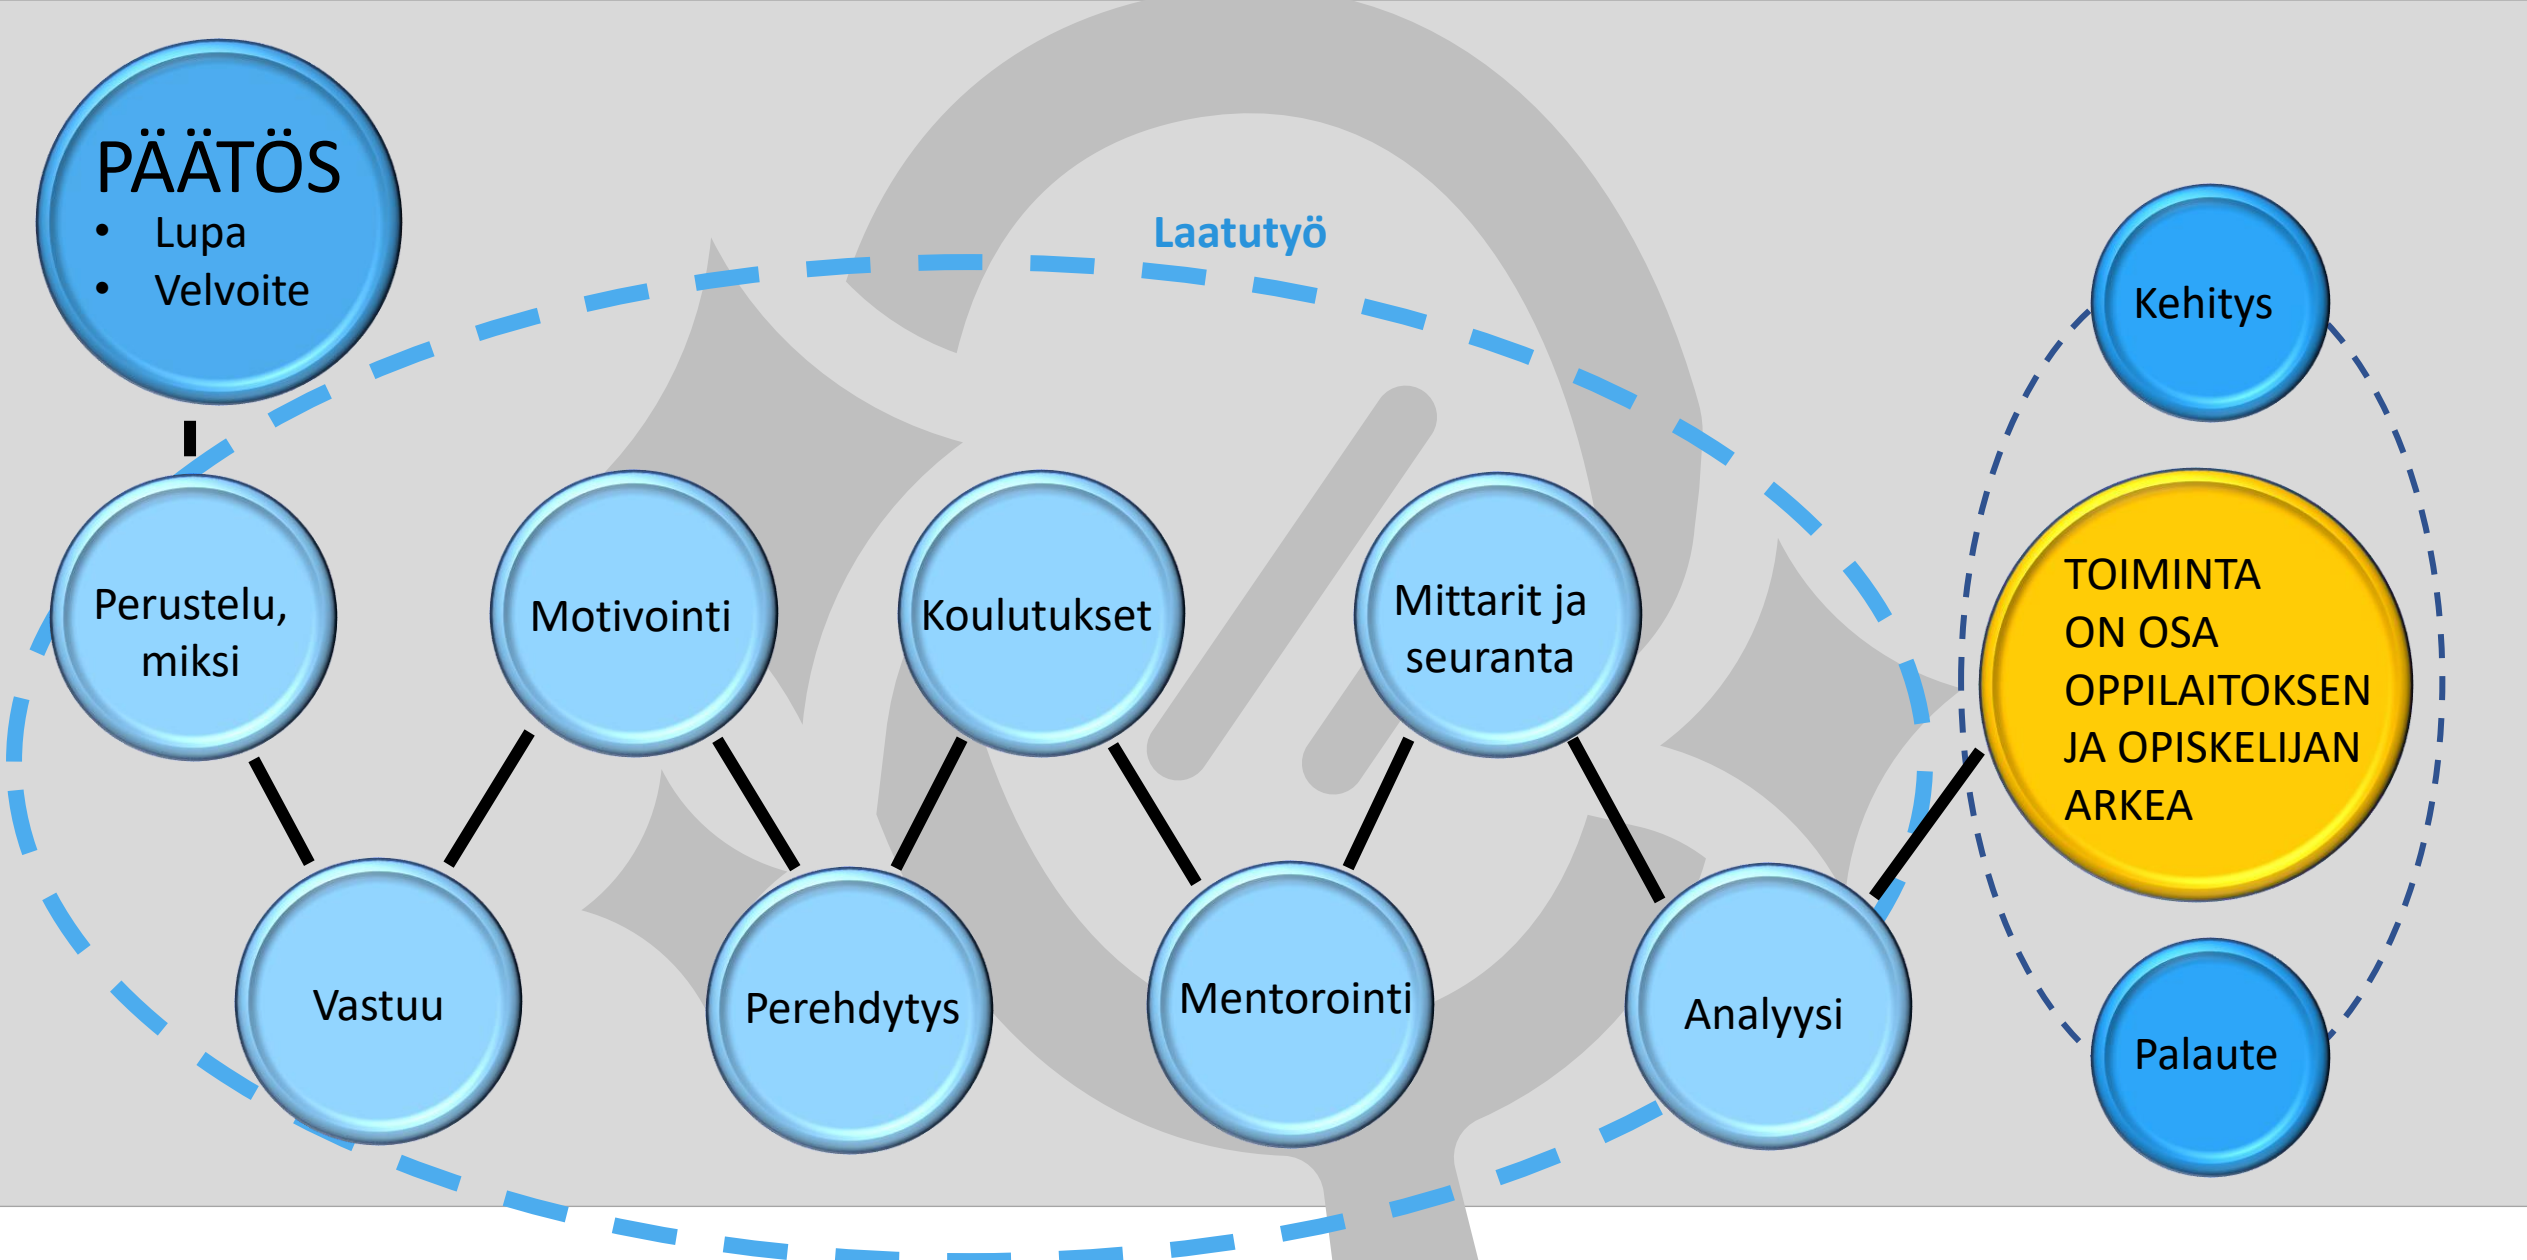 PÄÄTÖS
• Lupa
• Velvoite
Laatutyö
Perustelu,
miksi
Vastuu
Motivointi
Perehdytys
Koulutukset
Mentorointi
Mittarit ja
seuranta
Analyysi
Kehitys
TOIMINTA
ON OSA
OPPILAITOKSEN
JA OPISKELIJAN
ARKEA
Palaute